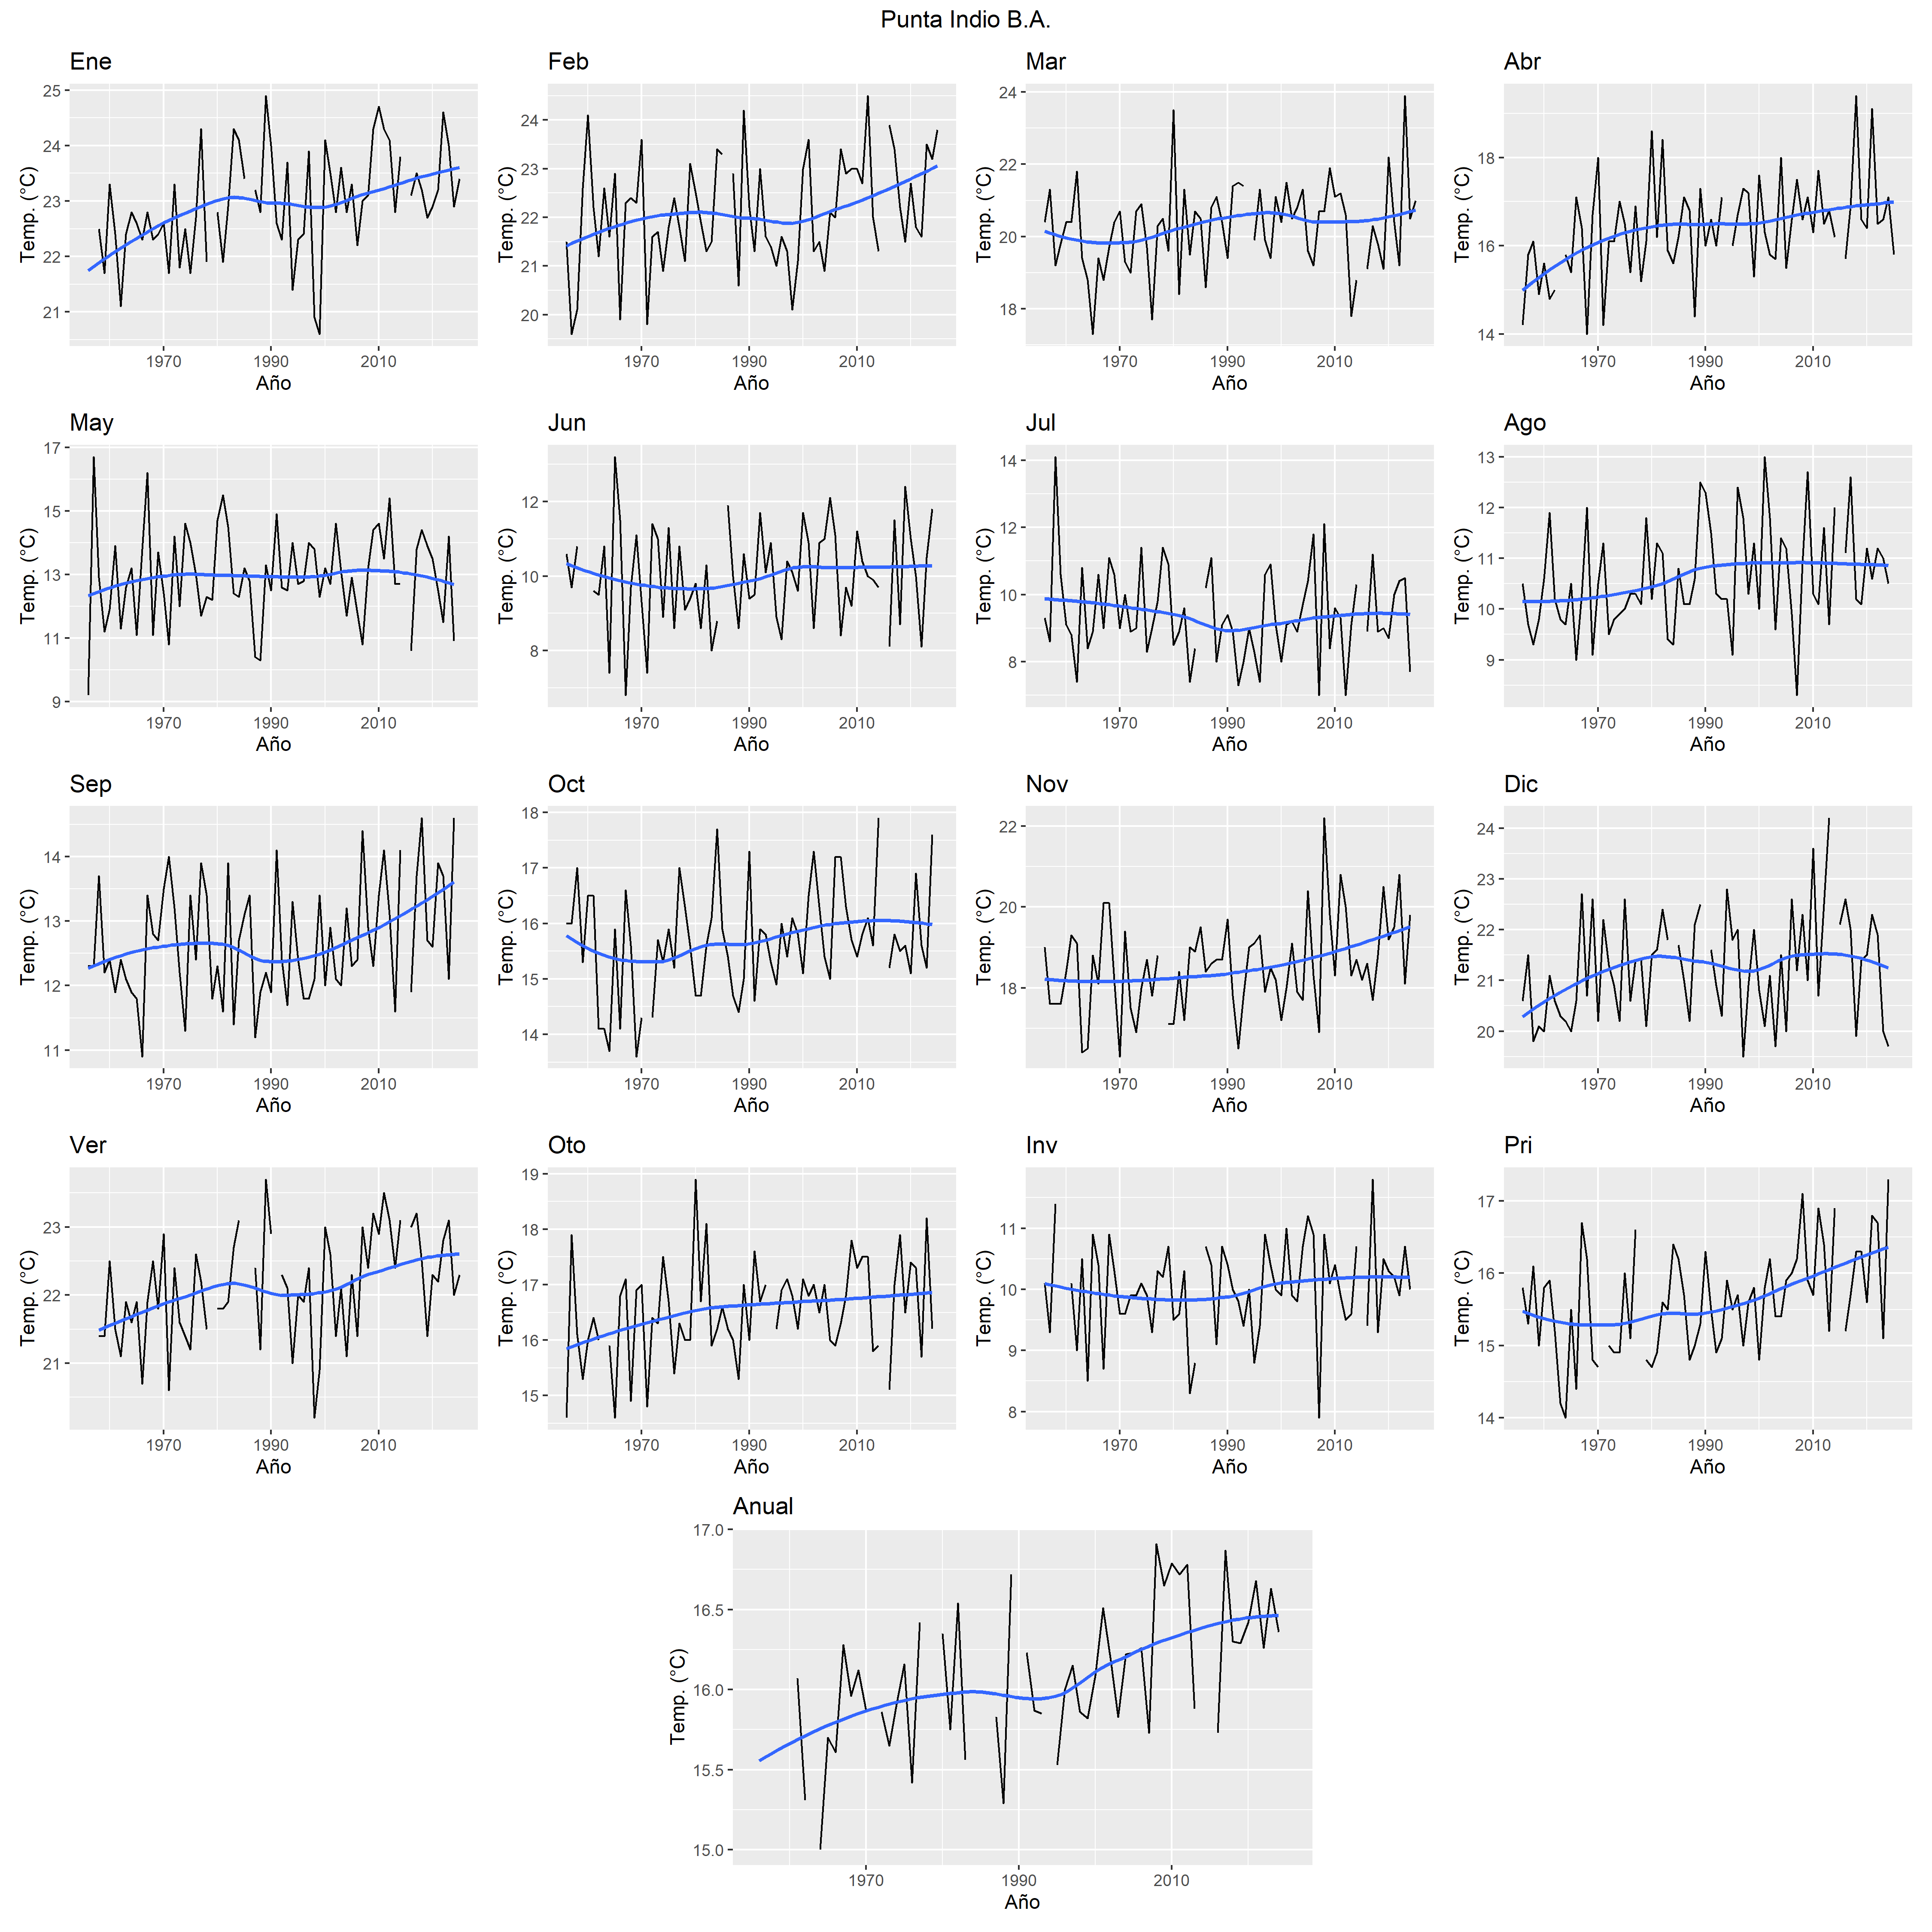 Punta Indio B.A.
Ene
Temp. (°C)
25
24
23
22
21
1970 1990 2010
Año
Feb
Temp. (°C)
24
23
22
21
20
1970 1990 2010
Año
Mar
Temp. (°C)
24
22
20
18
1970 1990 2010
Año
Abr
Temp. (°C)
18
16
14
1970 1990 2010
Año
May
Temp. (°C)
17
15
13
11
9
1970 1990 2010
Año
Jun
Temp. (°C)
12
10
8
1970 1990 2010
Año
Jul
Temp. (°C)
14
12
10
8
1970 1990 2010
Año
Ago
Temp. (°C)
13
12
11
10
9
1970 1990 2010
Año
Sep
Temp. (°C)
14
13
12
11
1970 1990 2010
Año
Oct
Temp. (°C)
18
17
16
15
14
1970 1990 2010
Año
Nov
Temp. (°C)
22
20
18
1970 1990 2010
Año
Dic
Temp. (°C)
24
23
22
21
20
1970 1990 2010
Año
Ver
Temp. (°C)
23
22
21
1970 1990 2010
Año
Oto
Temp. (°C)
19
18
17
16
15
1970 1990 2010
Año
Inv
Temp. (°C)
11
10
9
8
1970 1990 2010
Año
Pri
Temp. (°C)
17
16
15
14
1970 1990 2010
Año
Anual
Temp. (°C)
17.0
16.5
16.0
15.5
15.0
1970 1990 2010
Año